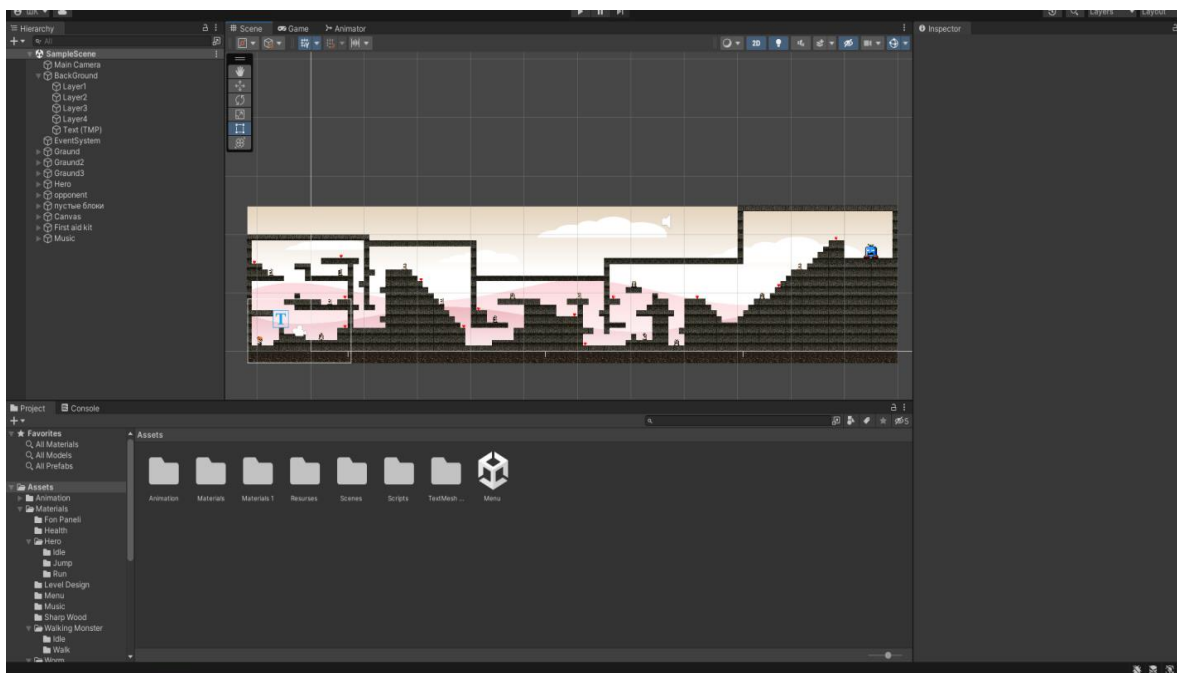 Layers
Layout
Hierarchy
Scene
Game
Animator
Inspector
All
2D
SampleScene
Main Camera
BackGround
Layer1
Layer2
Layer3
Layer4
Text (TMP)
EventSystem
Graund
Graund2
Graund3
Hero
opponent
пустые блоки
Canvas
First aid kit
Music
T
Project
Console
5
Favorites
Assets
All Materials
All Models
All Prefabs
Assets
Animation
Materials
Fon Paneli
Health
Hero
Idle
Jump
Run
Level Design
Menu
Music
Sharp Wood
Walking Monster
Idle
Walk
Worm
Animation
Materials
Materials 1
Resurses
Scenes
Scripts
TextMesh ...
Menu